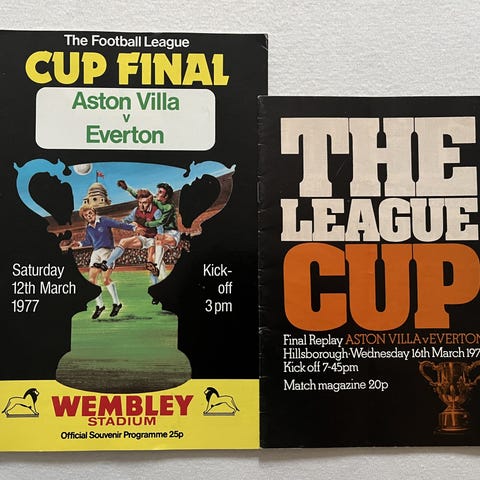 The Football League
CUP FINAL
Aston Villa
v
Everton
Saturday
12th March
1977
Kick-
off
3pm
WEMBLEY
STADIUM
Official Souvenir Programme 25p
THE
LEAGUE
CUP
Final Replay ASTON VILLA v EVERTON
Hillsborough·Wednesday 16th March 197
Kick off 7-45pm
Match magazine 20p